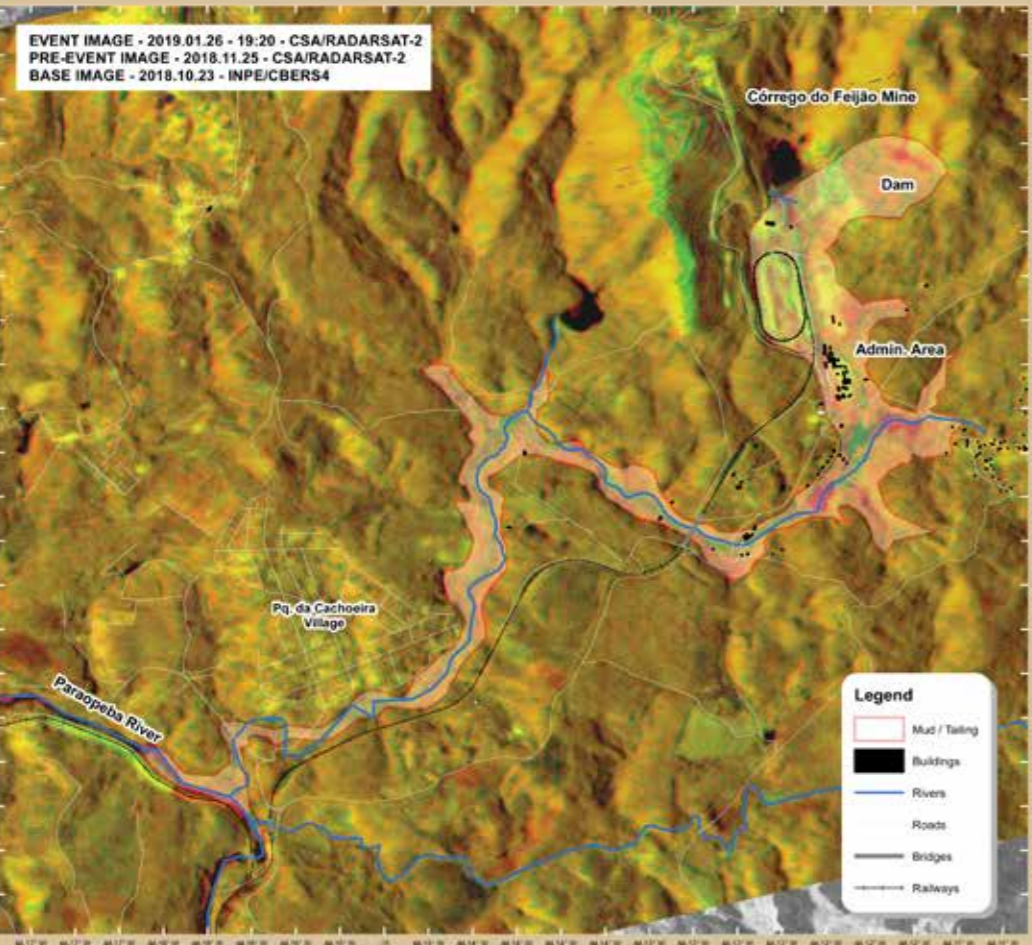 EVENT IMAGE - 2019.01.26 - 19:20 - CSA/RADARSAT-2
PRE-EVENT IMAGE - 2018.11.25 - CSA/RADARSAT-2
BASE IMAGE - 2018.10.23 - INPE/CBERS4
Córrego do Feijão Mine
Dam
Admin. Area
Pq. da Cachoeira
Village
Paraopeba River
Legend
Mud / Tailing
Buildings
Rivers
Roads
Bridges
Railways